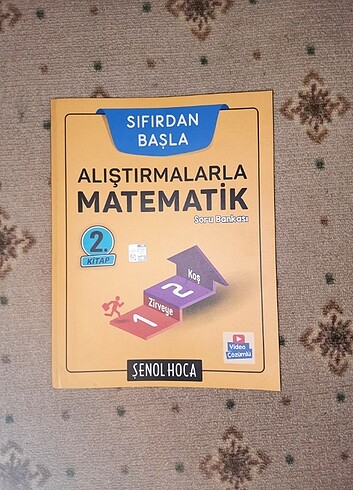 SIFIRDAN
BAŞLA
ALIŞTIRMALARLA
MATEMATİK
Soru Bankası
2.
KİTAP
Koş
2
Zirveye
1
Video
Çözümlü
ŞENOL HOCA